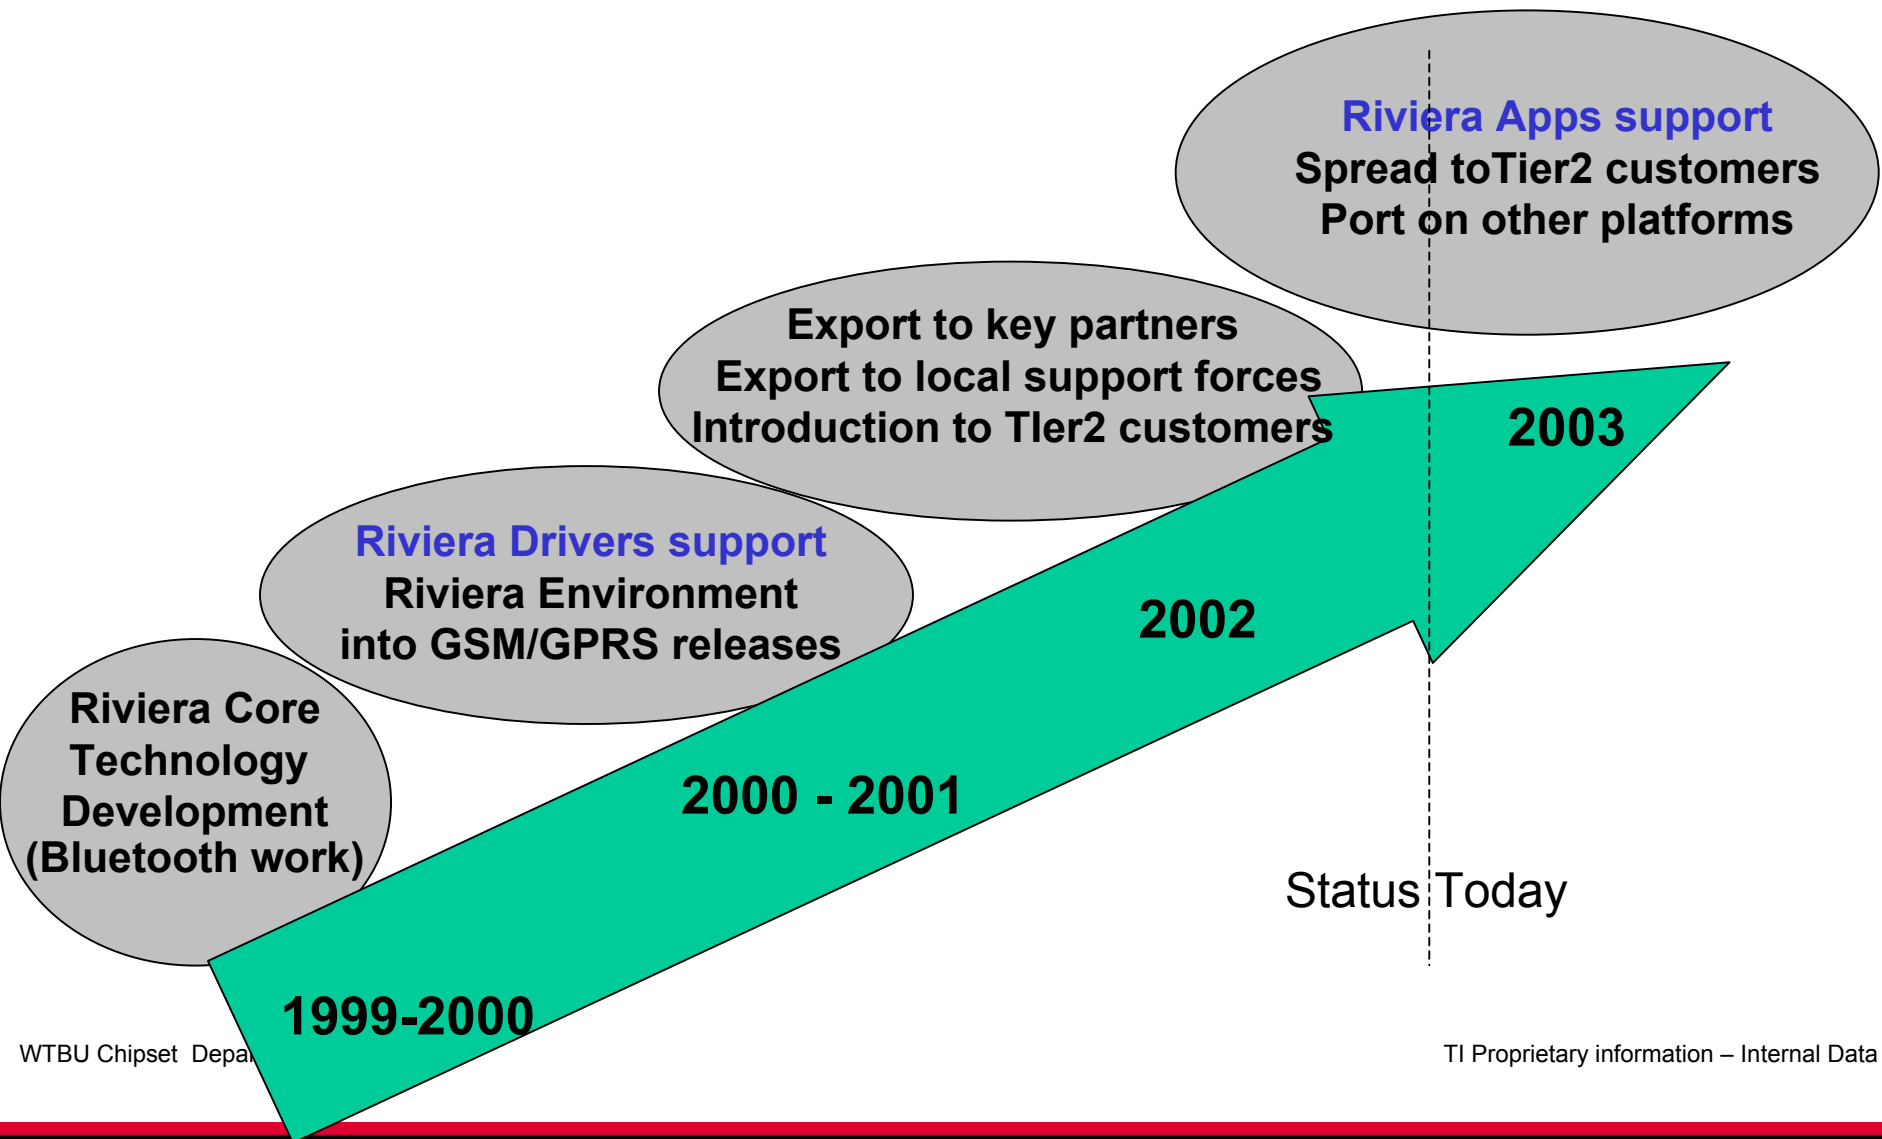 Riviera Apps support
Spread toTier2 customers
Port on other platforms
Export to key partners
Export to local support forces
Introduction to TIer2 customers
2003
Riviera Drivers support
Riviera Environment
into GSM/GPRS releases
2002
Riviera Core
Technology
Development
(Bluetooth work)
2000 - 2001
Status Today
1999-2000
WTBU Chipset
TI Proprietary information – Internal Data